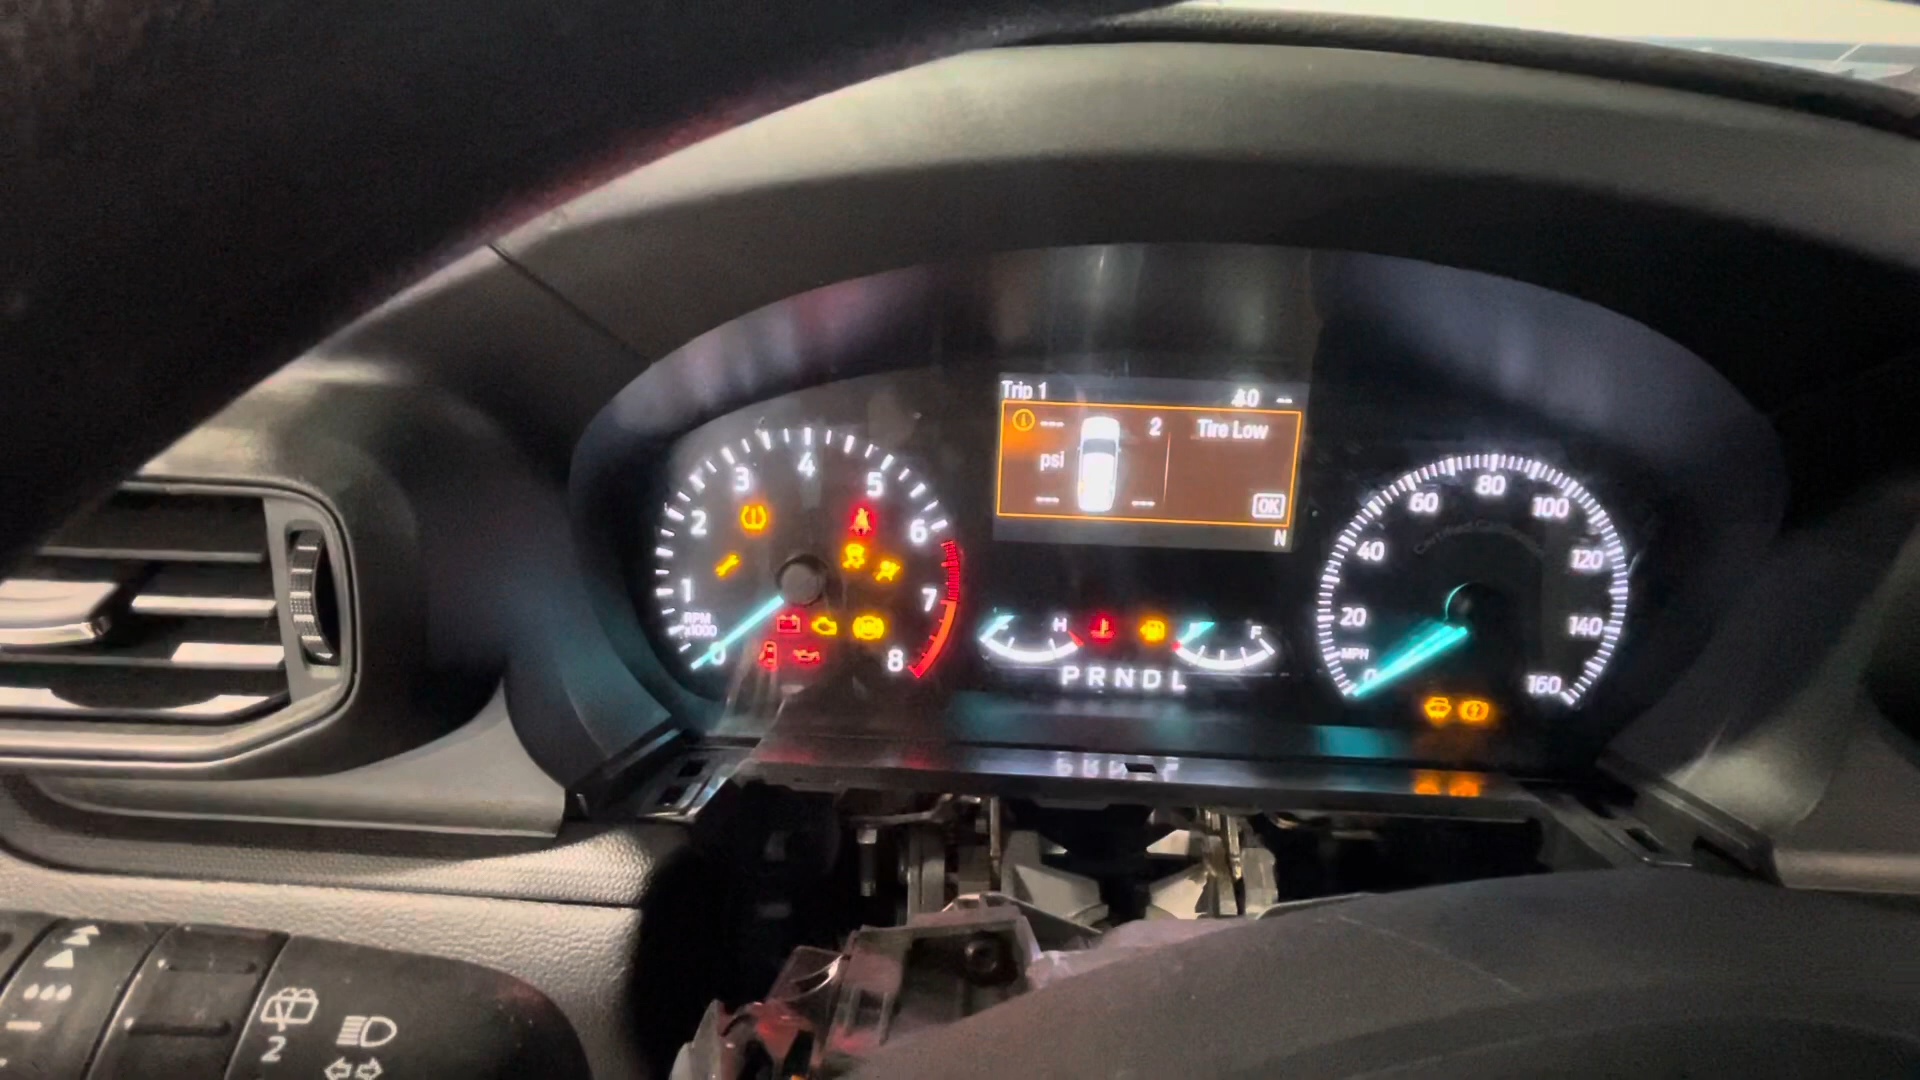 Trip 1
--- 2 Tire Low
psi
--- ---
OK
N
1 2 3 4 5 6 7 8
RPM
x1000
0
H
F
PRNDL
0 20 40 60 80 100 120 140 160
MPH
2